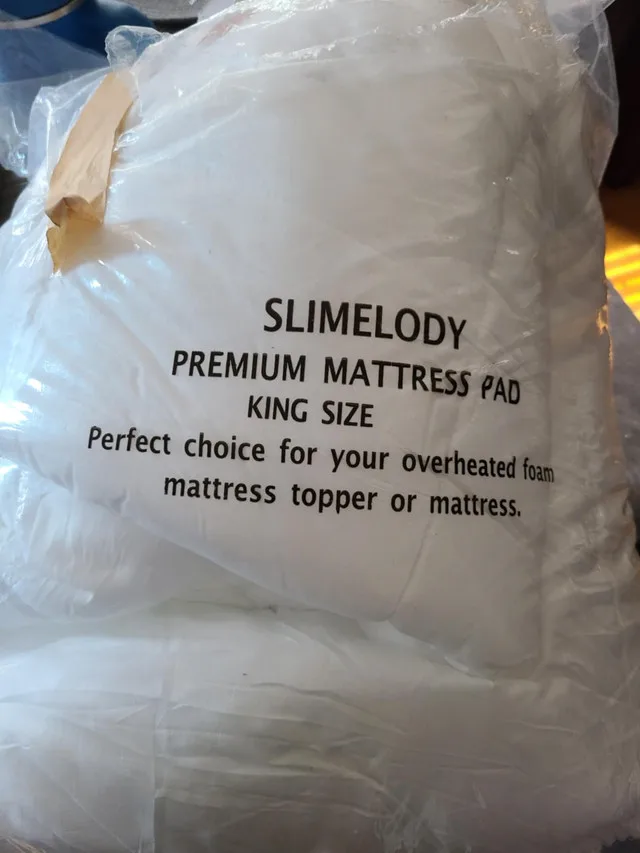 SLIMELODY
PREMIUM MATTRESS PAD
KING SIZE
Perfect choice for your overheated foam
mattress topper or mattress.